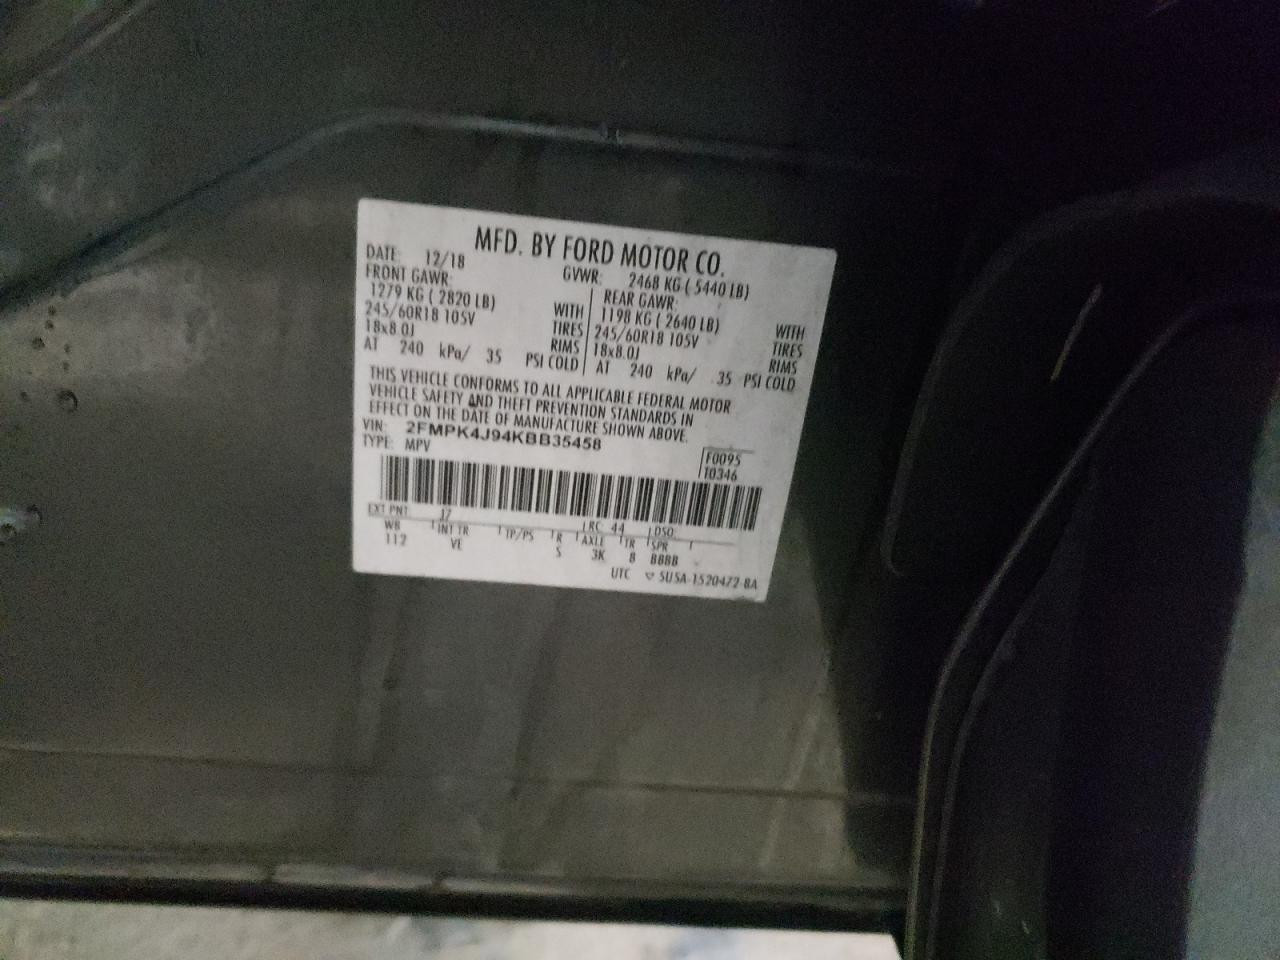 MFD. BY FORD MOTOR CO.
DATE: 12/18 GVWR: 2468 KG ( 5440 LB)
FRONT GAWR: REAR GAWR:
1279 KG ( 2820 LB) WITH 1198 KG ( 2640 LB) WITH
245/60R18 105V TIRES 245/60R18 105V TIRES
18x8.0J RIMS 18x8.0J RIMS
AT 240 kPa/ 35 PSI COLD AT 240 kPa/ 35 PSI COLD
THIS VEHICLE CONFORMS TO ALL APPLICABLE FEDERAL MOTOR
VEHICLE SAFETY AND THEFT PREVENTION STANDARDS IN
EFFECT ON THE DATE OF MANUFACTURE SHOWN ABOVE.
VIN: 2FMPK4J94KBB35458
TYPE: MPV
F0095
T0346
EXT PNT J7 RC: 44 DSO:
WB INT TR TP/PS R AXLE TR SPR
112 VE S 3K 8 BBBB
UTC ▽ 5U5A-1520472-BA